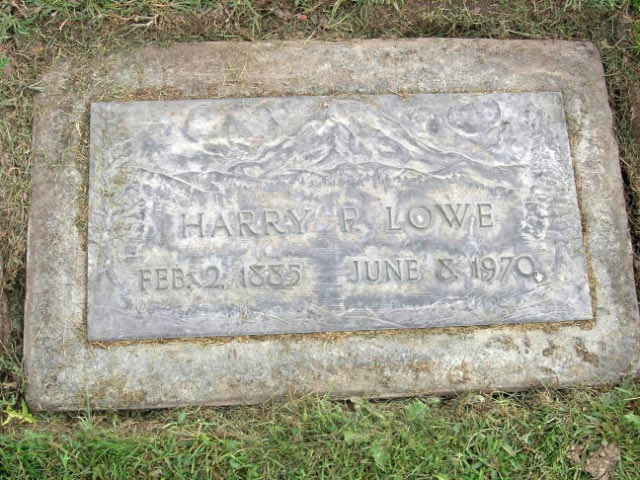 HARRY P. LOWE
FEB. 2, 1885 JUNE 8, 1970